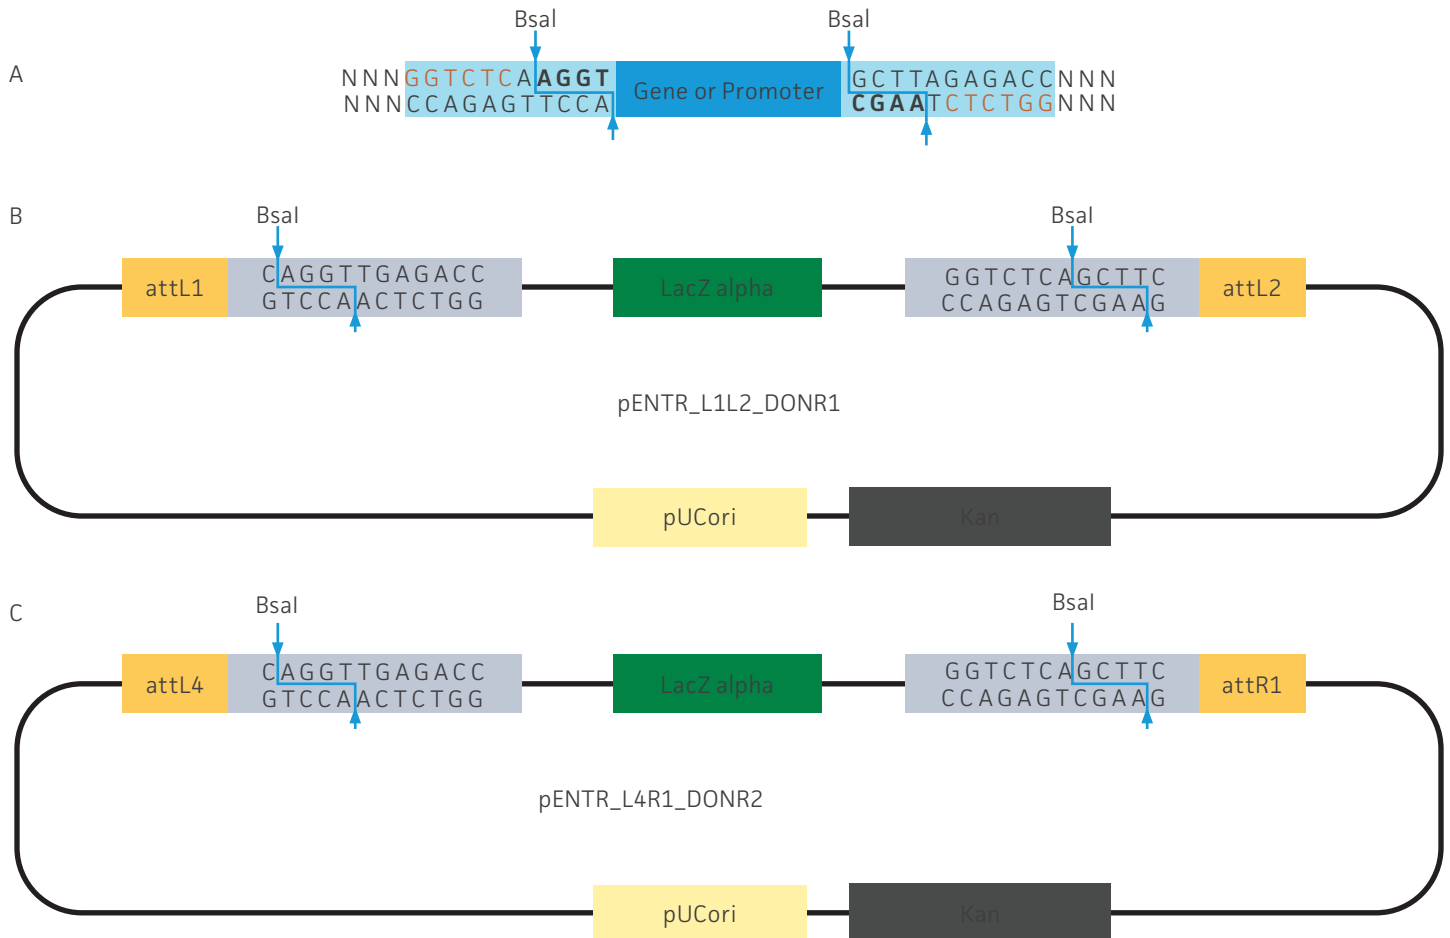 BsaI BsaI
A
NNNGGTCTCAAGGT Gene or Promoter GCTTAGAGACCNNN
NNNCCAGAGTTCCA CGAATCTCTGGNNN
B
BsaI BsaI
attL1 CAGGTTGAGACC LacZ alpha GGTCTCAGCTTC attL2
GTCCAACTCTGG CCAGAGTCGAAG
pENTR_L1L2_DONR1
pUCori Kan
C
BsaI BsaI
attL4 CAGGTTGAGACC LacZ alpha GGTCTCAGCTTC attR1
GTCCAACTCTGG CCAGAGTCGAAG
pENTR_L4R1_DONR2
pUCori Kan